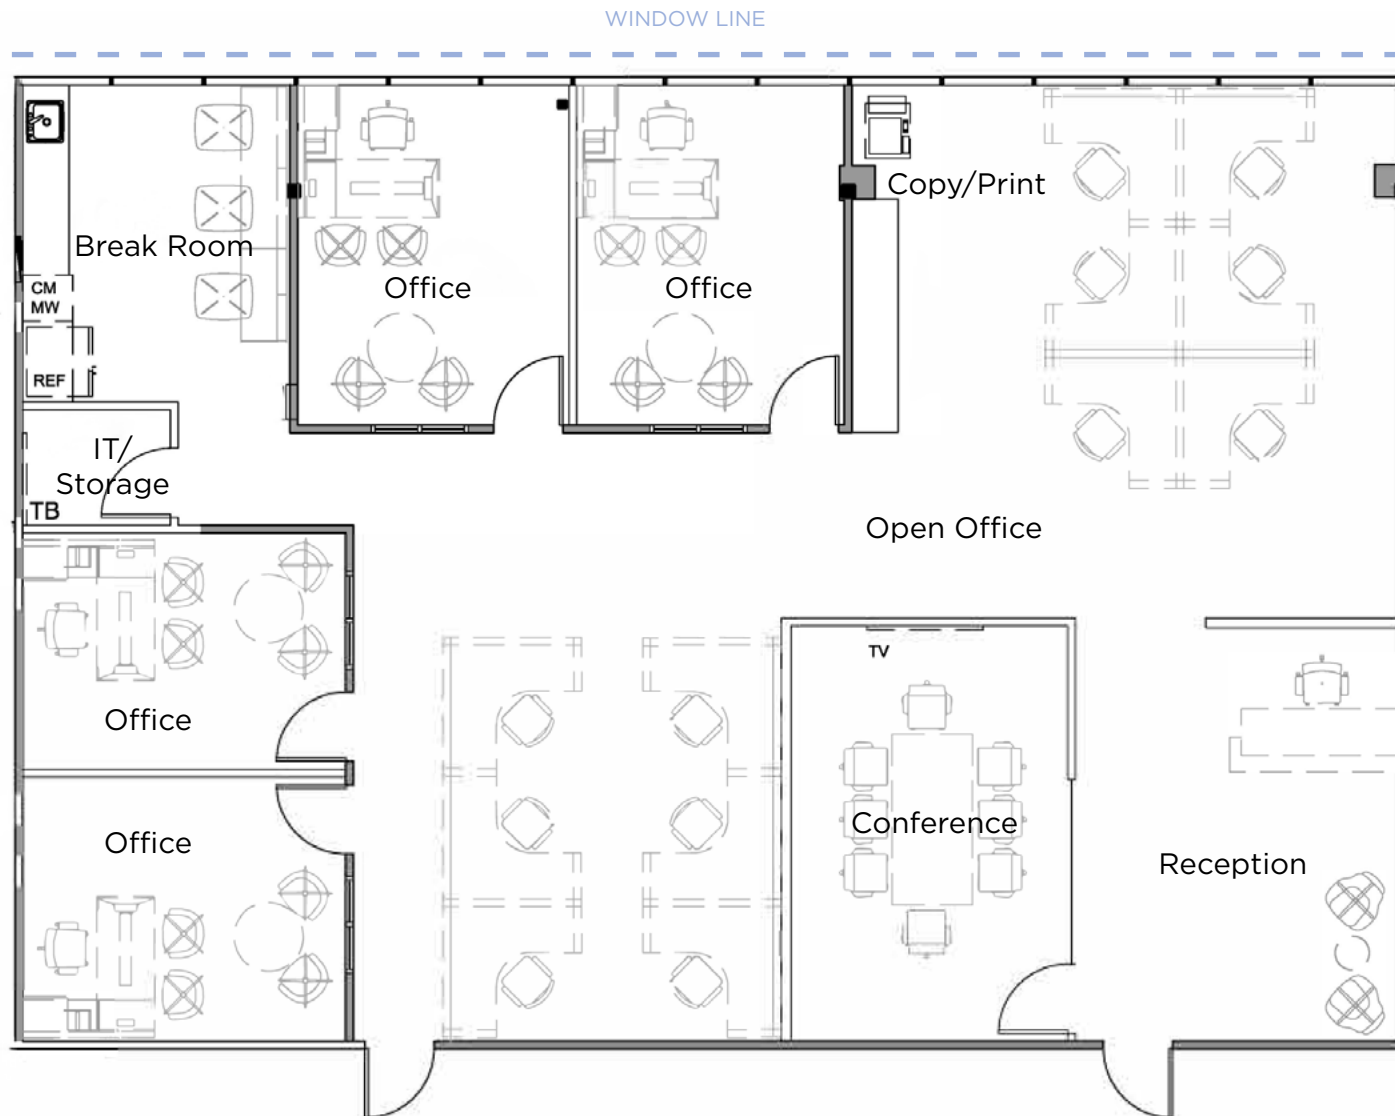 WINDOW LINE
Copy/Print
Break Room
CM
MW
Office
Office
REF
IT/
Storage
TB
Open Office
TV
Office
Conference
Office
Reception